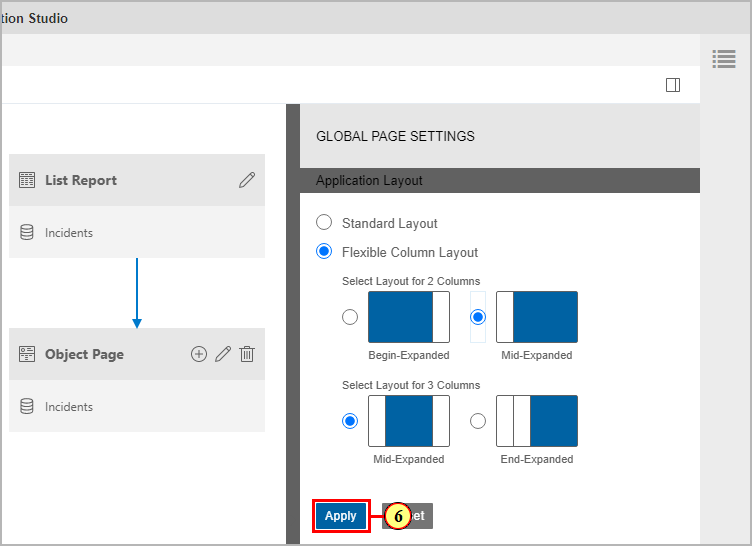 tion Studio
GLOBAL PAGE SETTINGS
Application Layout
List Report
Incidents
Object Page
Incidents
Standard Layout
Flexible Column Layout
Select Layout for 2 Columns
Begin-Expanded
Mid-Expanded
Select Layout for 3 Columns
Mid-Expanded
End-Expanded
Apply
6
et